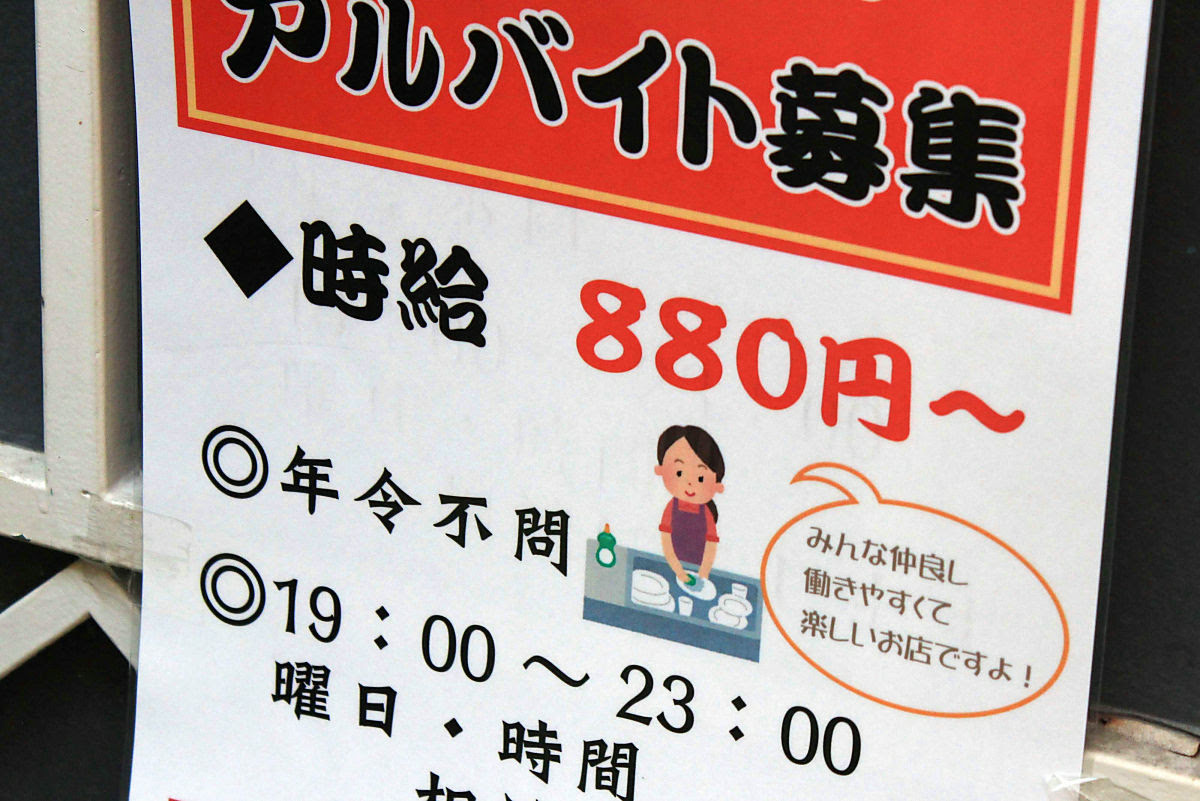 アルバイト募集
◆時給 880円～
◎年令不問
みんな仲良し
働きやすくて
楽しいお店ですよ！
◎19：00～23：00
曜日・時間